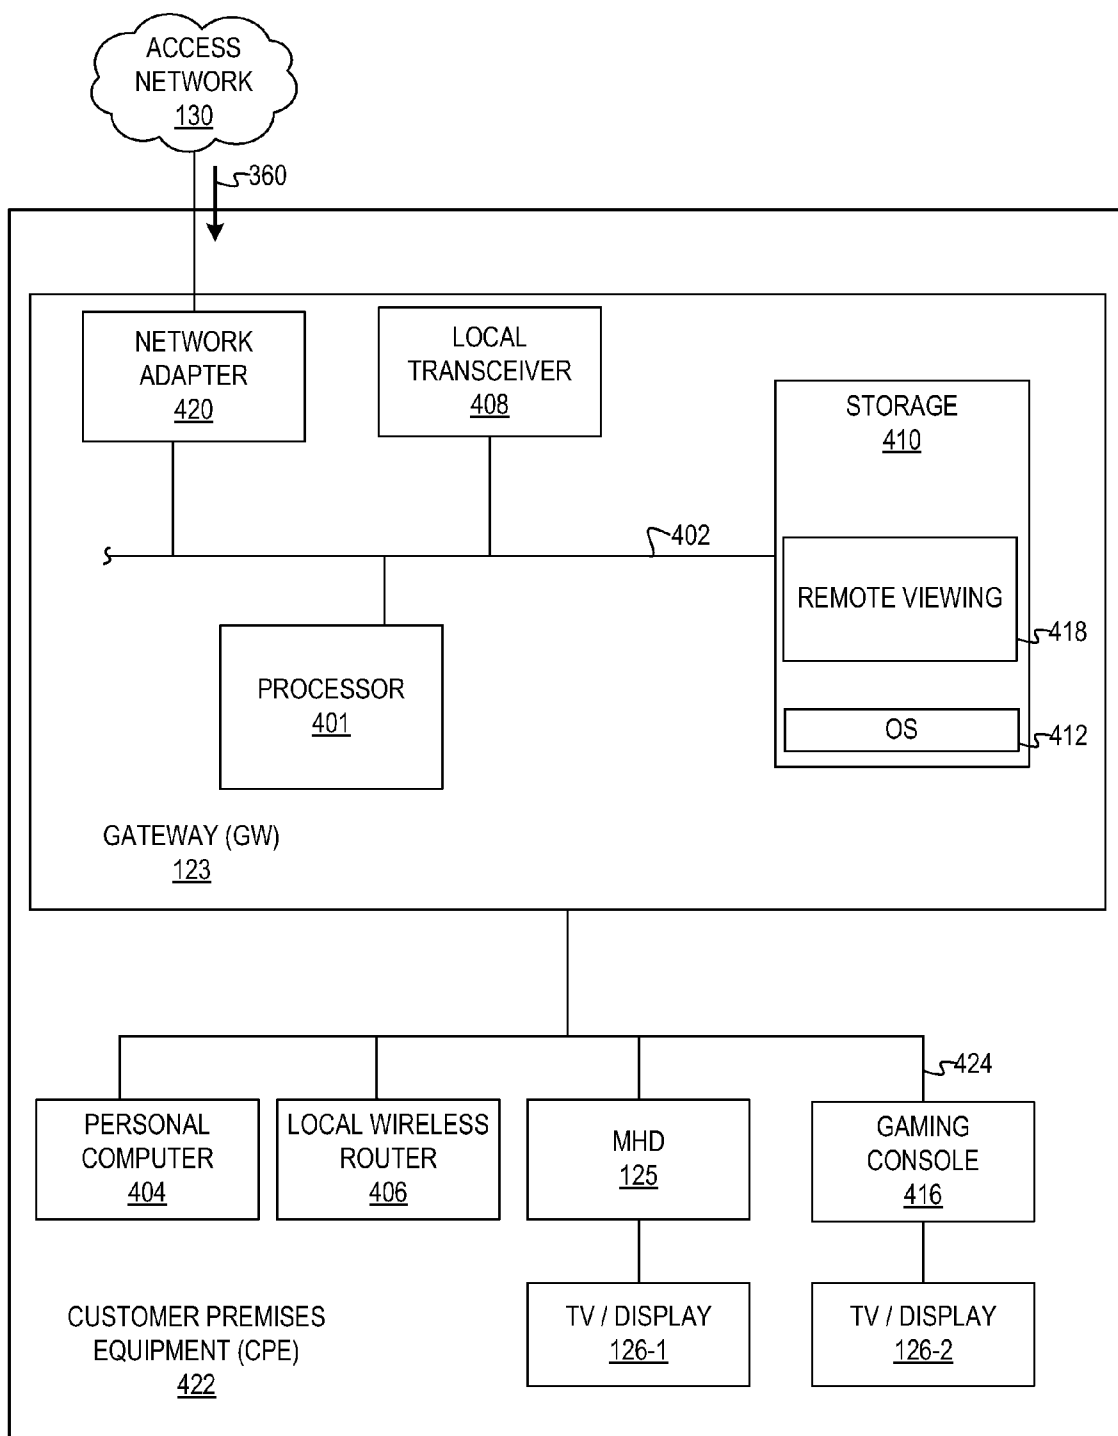 ACCESS
NETWORK
130
360
NETWORK
ADAPTER
420
LOCAL
TRANSCEIVER
408
STORAGE
410
402
REMOTE VIEWING
418
PROCESSOR
401
OS
412
GATEWAY (GW)
123
424
PERSONAL
COMPUTER
404
LOCAL WIRELESS
ROUTER
406
MHD
125
GAMING
CONSOLE
416
TV / DISPLAY
126-1
TV / DISPLAY
126-2
CUSTOMER PREMISES
EQUIPMENT (CPE)
422